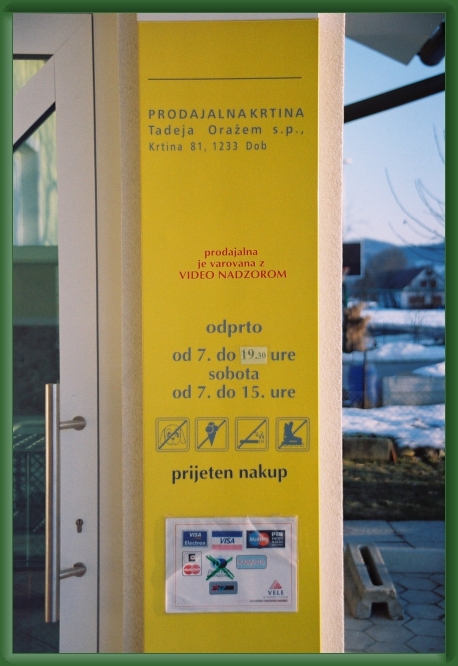 PRODAJALNA KRTINA
Tadeja Oražem s.p.,
Krtina 81, 1233 Dob
prodajalna
je varovana z
VIDEO NADZOROM
odprto
od 7. do 19.30 ure
sobota
od 7. do 15. ure
prijeten nakup
VISA
Electron
VISA
VELE